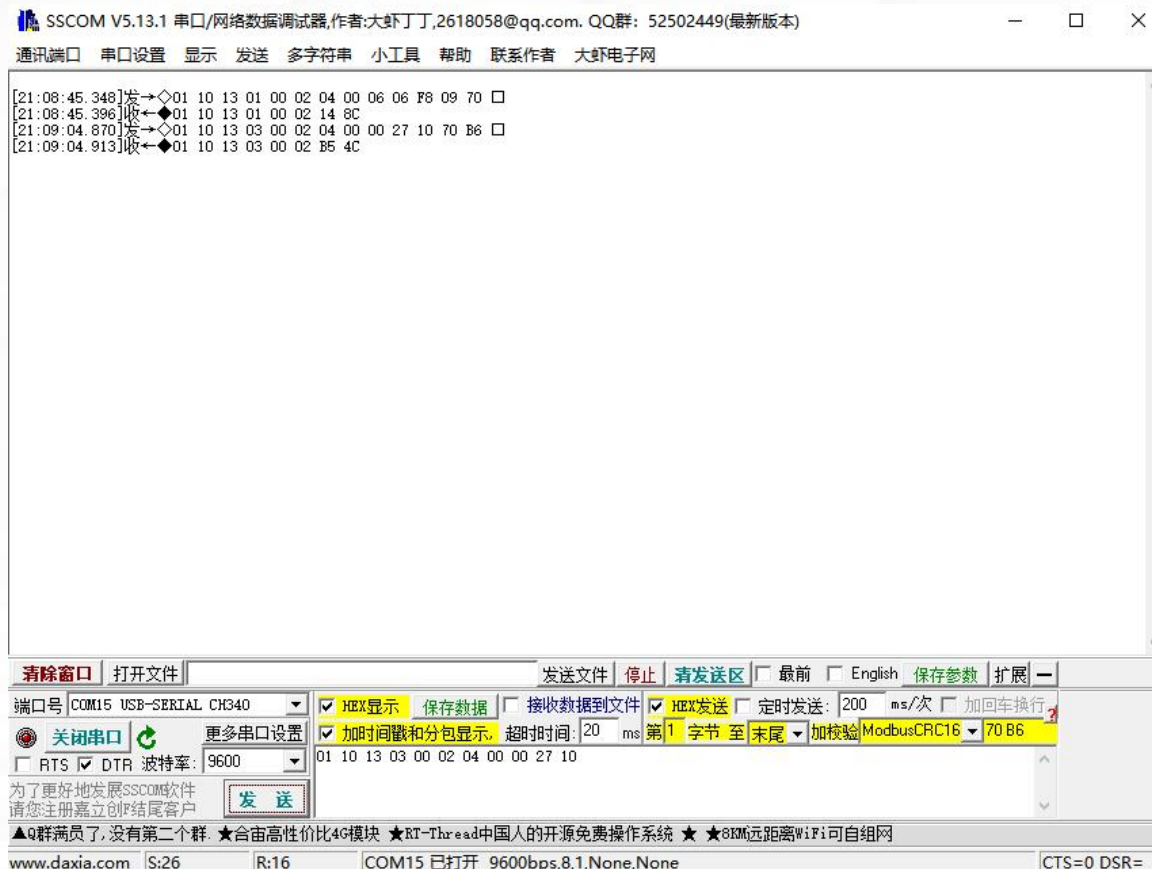 SSCOM V5.13.1 串口/网络数据调试器,作者:大虾丁丁,2618058@qq.com. QQ群: 52502449(最新版本)
通讯端口 串口设置 显示 发送 多字符串 小工具 帮助 联系作者 大虾电子网
[21:08:45.348]发→◇01 10 13 01 00 02 04 00 06 06 F8 09 70 □
[21:08:45.396]收←◆01 10 13 01 00 02 14 8C
[21:09:04.870]发→◇01 10 13 03 00 02 04 00 00 27 10 70 B6 □
[21:09:04.913]收←◆01 10 13 03 00 02 B5 4C
清除窗口 打开文件 发送文件 停止 清发送区 最前 English 保存参数 扩展 —
端口号 COM15 USB-SERIAL CH340 HEX显示 保存数据 接收数据到文件 HEX发送 定时发送: 200 ms/次 加回车换行 ?
关闭串口 更多串口设置 加时间戳和分包显示, 超时时间: 20 ms 第1 字节 至 末尾 加校验 ModbusCRC16 70 B6
RTS DTR 波特率: 9600
01 10 13 03 00 02 04 00 00 27 10
为了更好地发展SSCOM软件
请您注册嘉立创F结尾客户
发 送
▲Q群满员了,没有第二个群. ★合宙高性价比4G模块 ★RT-Thread中国人的开源免费操作系统 ★ ★8KM远距离WiFi可自组网
www.daxia.com S:26 R:16 COM15 已打开 9600bps,8,1,None,None CTS=0 DSR=